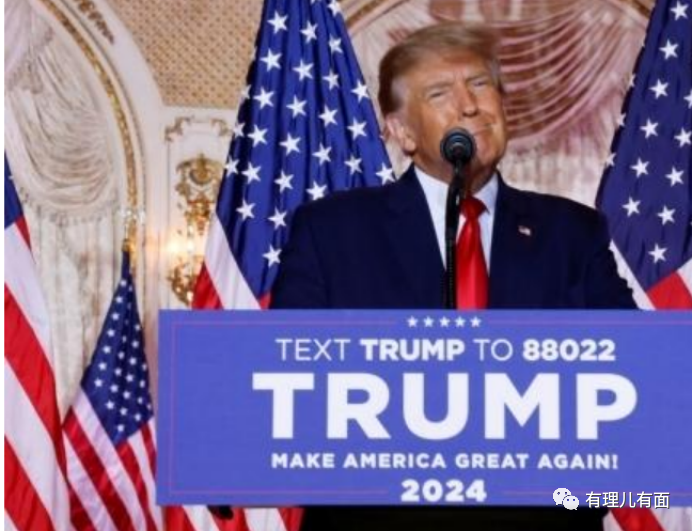 TEXT TRUMP TO 88022
TRUMP
MAKE AMERICA GREAT AGAIN!
2024
有理儿有面